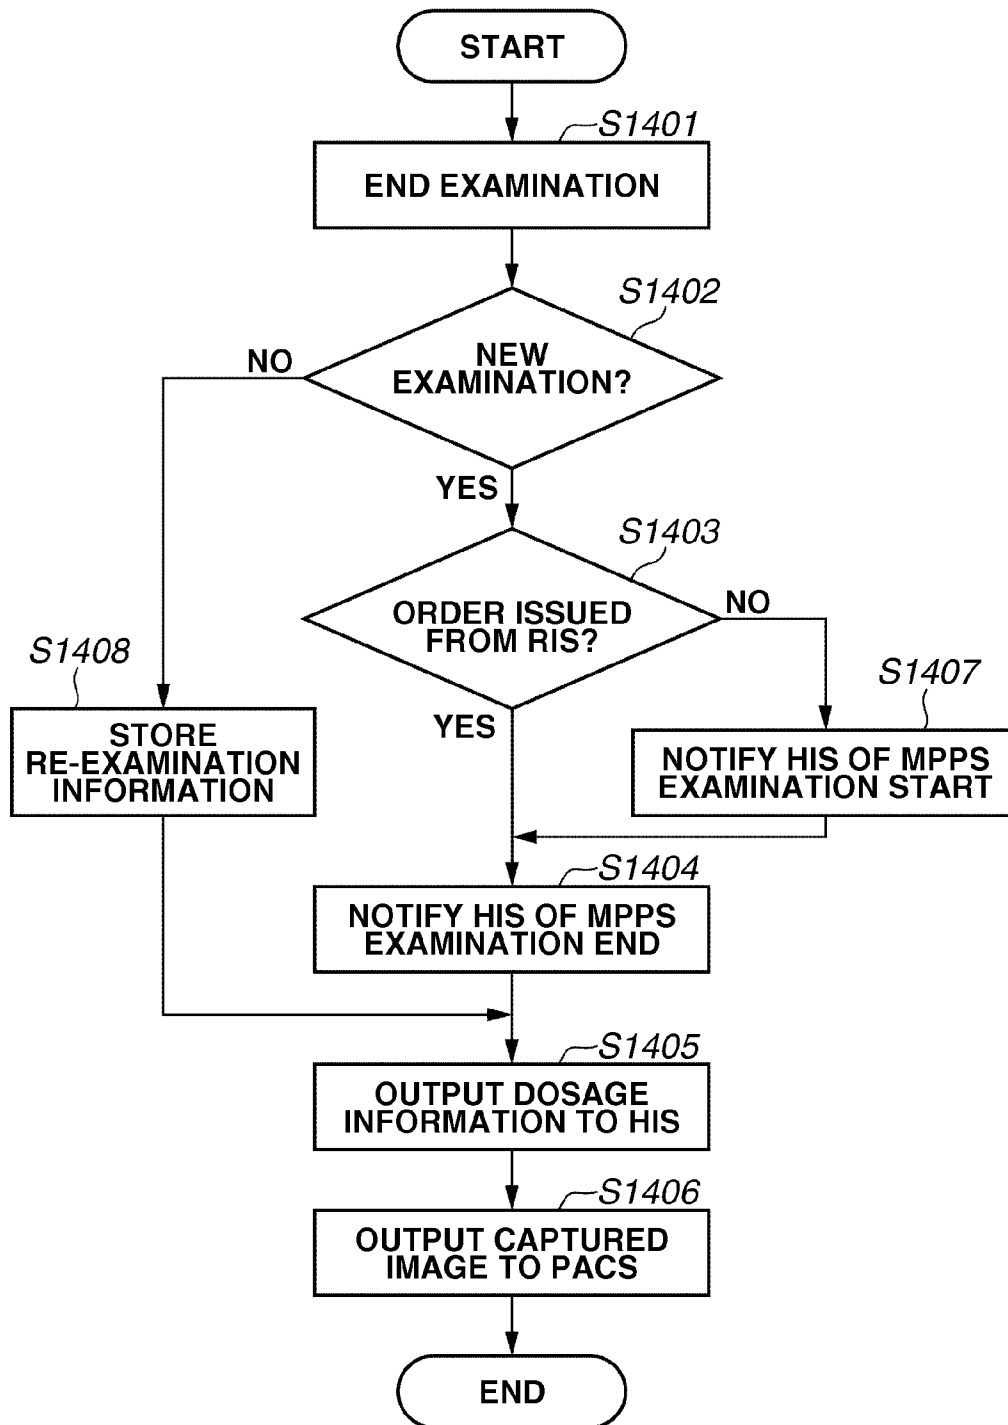 START
S1401
END EXAMINATION
S1402
NEW
EXAMINATION?
NO
YES
S1403
ORDER ISSUED
FROM RIS?
NO
YES
S1408
STORE
RE-EXAMINATION
INFORMATION
S1407
NOTIFY HIS OF MPPS
EXAMINATION START
S1404
NOTIFY HIS OF MPPS
EXAMINATION END
S1405
OUTPUT DOSAGE
INFORMATION TO HIS
S1406
OUTPUT CAPTURED
IMAGE TO PACS
END